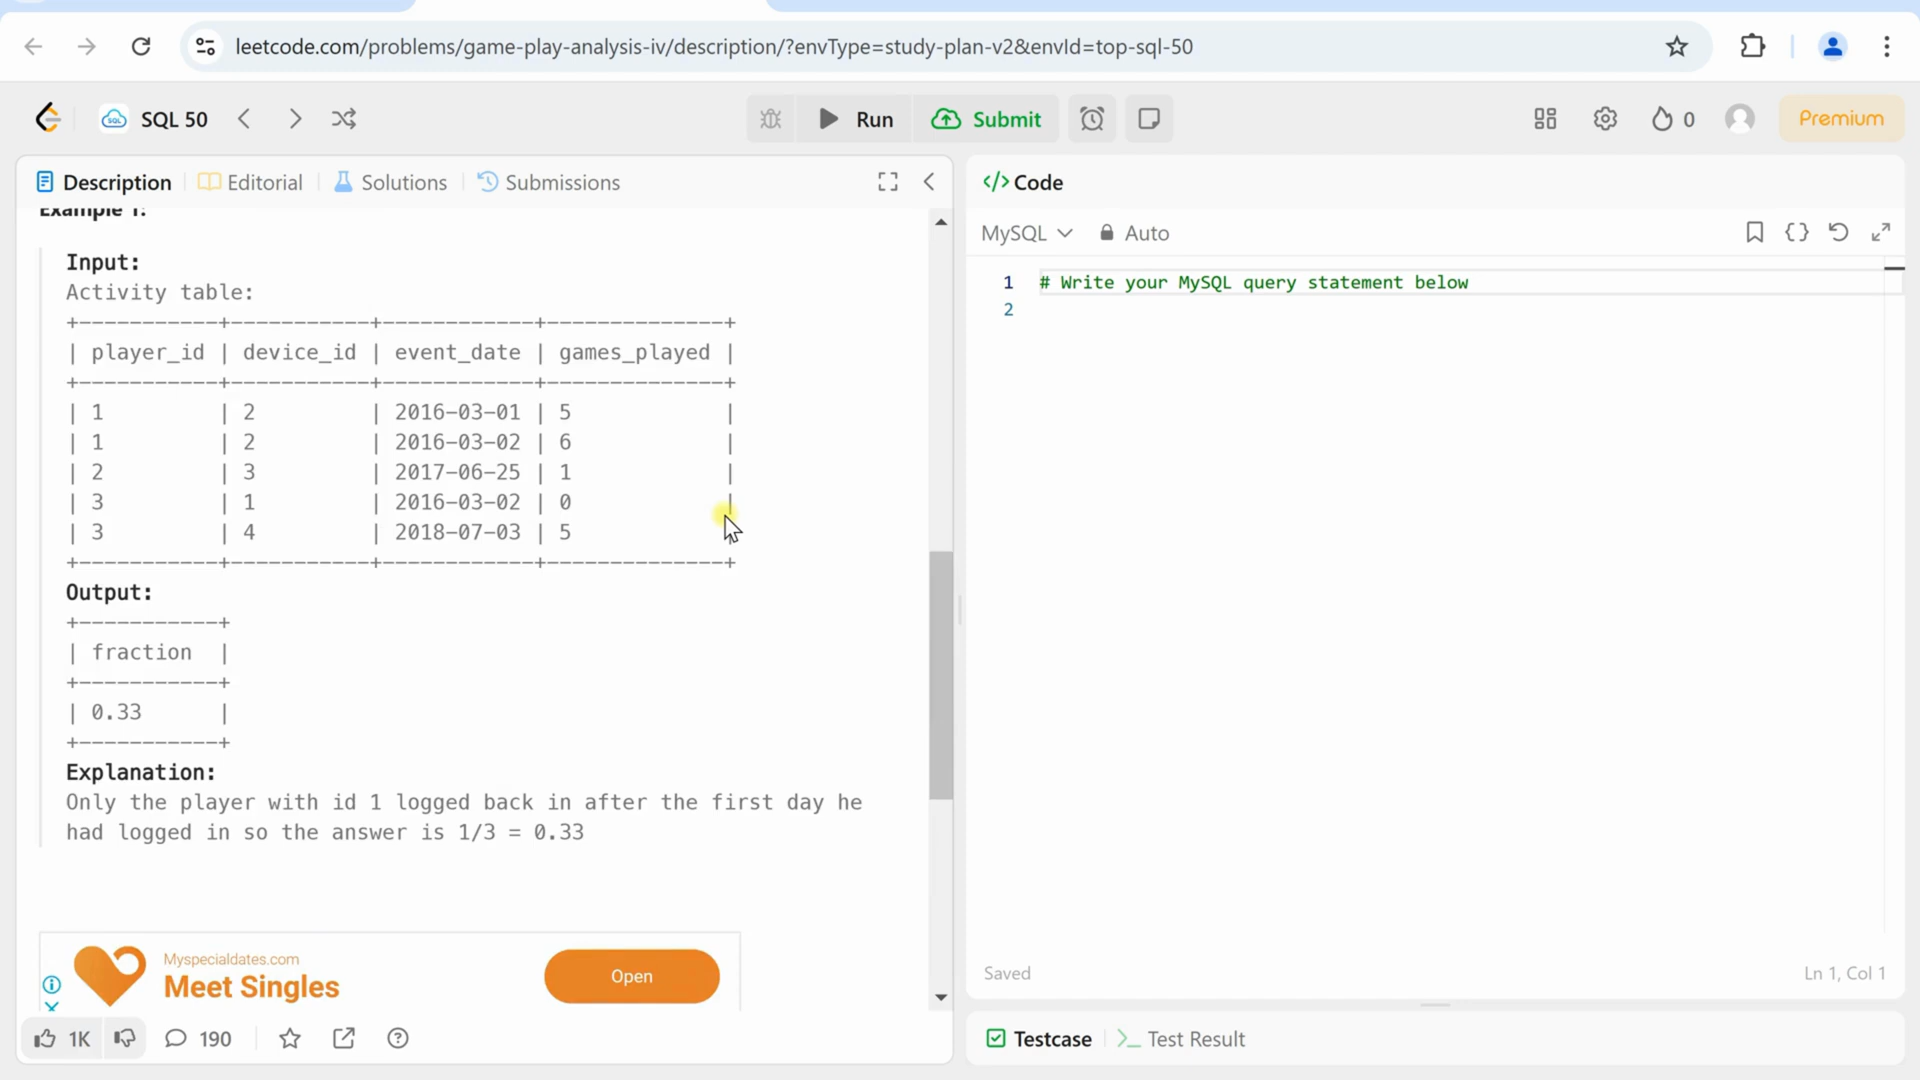 leetcode.com/problems/game-play-analysis-iv/description/?envType=study-plan-v2&envId=top-sql-50
SQL 50
Run
Submit
0
Premium
Description
Editorial
Solutions
Submissions
Example 1:
Input:
Activity table:
+-----------+-----------+------------+--------------+
| player_id | device_id | event_date | games_played |
+-----------+-----------+------------+--------------+
| 1         | 2         | 2016-03-01 | 5            |
| 1         | 2         | 2016-03-02 | 6            |
| 2         | 3         | 2017-06-25 | 1            |
| 3         | 1         | 2016-03-02 | 0            |
| 3         | 4         | 2018-07-03 | 5            |
+-----------+-----------+------------+--------------+
Output:
+-----------+
| fraction  |
+-----------+
| 0.33      |
+-----------+
Explanation:
Only the player with id 1 logged back in after the first day he
had logged in so the answer is 1/3 = 0.33
Myspecialdates.com
Meet Singles
Open
1K
190
</> Code
MySQL
Auto
1 # Write your MySQL query statement below
2
Saved
Ln 1, Col 1
Testcase
Test Result